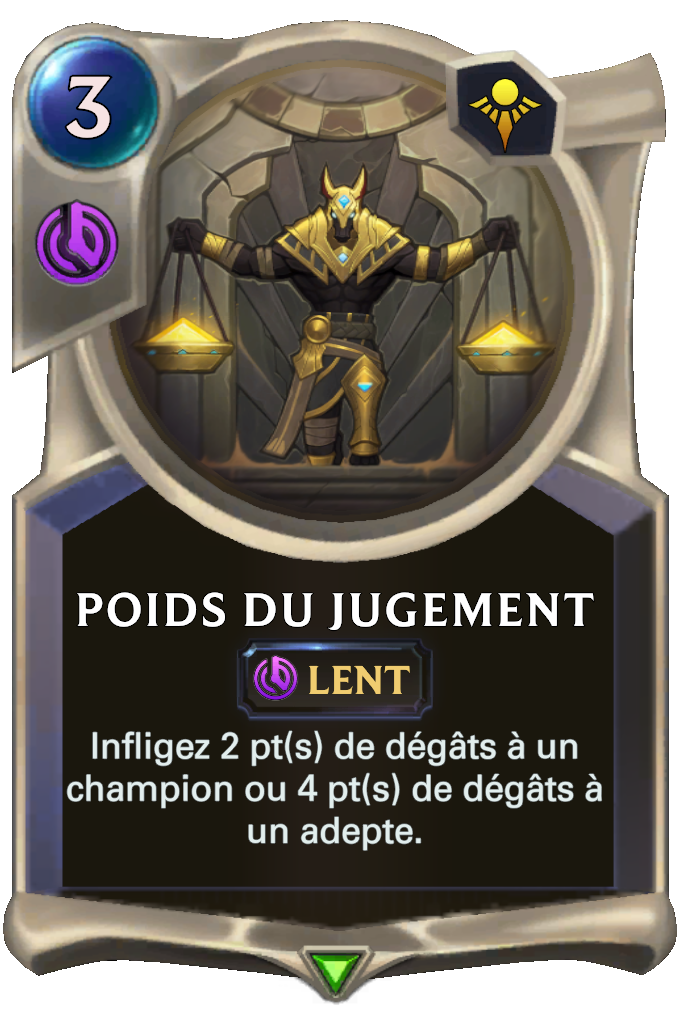 3
POIDS DU JUGEMENT
LENT
Infligez 2 pt(s) de dégâts à un
champion ou 4 pt(s) de dégâts à
un adepte.